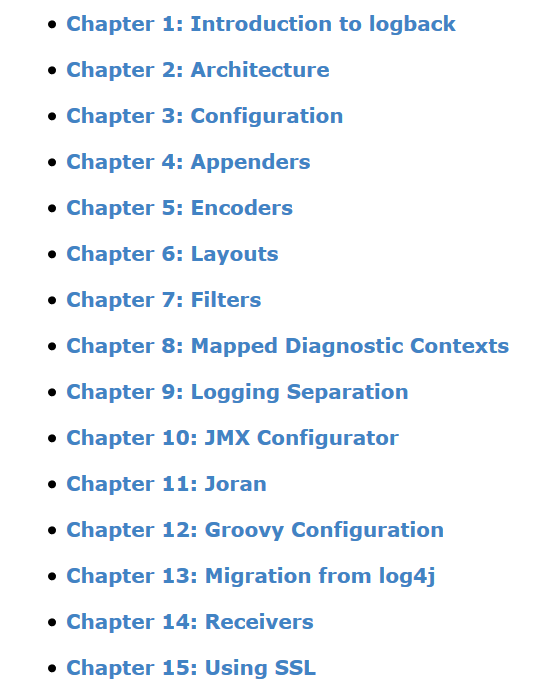 Chapter 1: Introduction to logback
Chapter 2: Architecture
Chapter 3: Configuration
Chapter 4: Appenders
Chapter 5: Encoders
Chapter 6: Layouts
Chapter 7: Filters
Chapter 8: Mapped Diagnostic Contexts
Chapter 9: Logging Separation
Chapter 10: JMX Configurator
Chapter 11: Joran
Chapter 12: Groovy Configuration
Chapter 13: Migration from log4j
Chapter 14: Receivers
Chapter 15: Using SSL